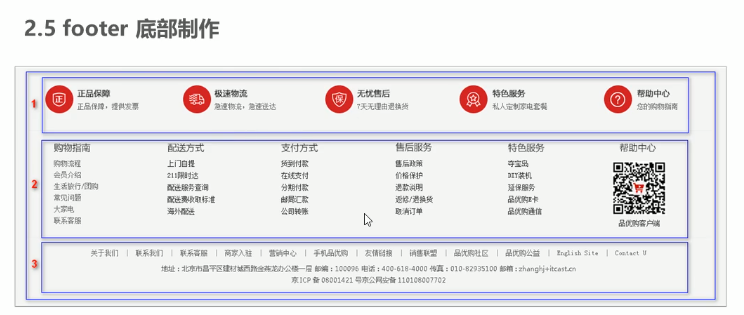 2.5 footer 底部制作
1
正品保障
正品保障，提供发票
极速物流
急速物流，急速送达
无忧售后
7天无理由退换货
特色服务
私人定制家电套餐
帮助中心
您的购物指南
2
购物指南
购物流程
会员介绍
生活旅行/团购
常见问题
大家电
联系客服
配送方式
上门自提
211限时达
配送服务查询
配送费收取标准
海外配送
支付方式
货到付款
在线支付
分期付款
邮局汇款
公司转账
售后服务
售后政策
价格保护
退款说明
返修/退换货
取消订单
特色服务
夺宝岛
DIY装机
延保服务
品优购E卡
品优购通信
帮助中心
品优购客户端
3
关于我们 | 联系我们 | 联系客服 | 商家入驻 | 营销中心 | 手机品优购 | 友情链接 | 销售联盟 | 品优购社区 | 品优购公益 | English Site | Contact U
地址：北京市昌平区建材城西路金燕龙办公楼一层 邮编：100096 电话：400-618-4000 传真：010-82935100 邮箱：zhanghj+itcast.cn
京ICP备08001421号京公网安备110108007702